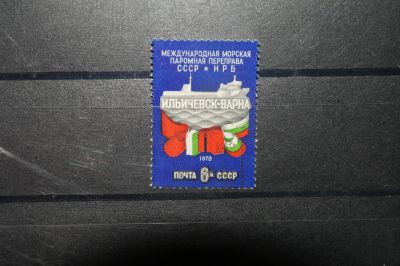 МЕЖДУНАРОДНАЯ МОРСКАЯ
ПАРОМНАЯ ПЕРЕПРАВА
СССР * НРБ
ИЛЬИЧЕВСК-ВАРНА
1978
ПОЧТА 6к СССР